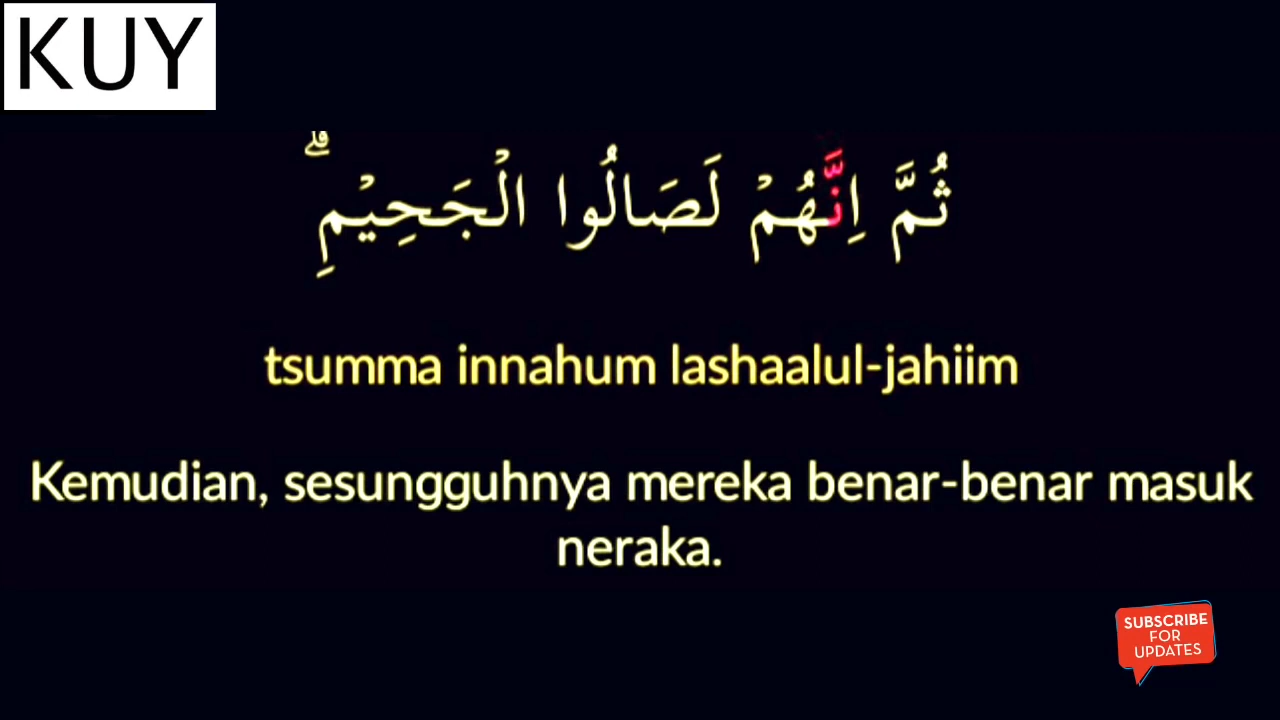 KUY
ثُمَّ اِنَّهُمْ لَصَالُوا الْجَحِيْمِۗ
tsumma innahum lashaalul-jahiim
Kemudian, sesungguhnya mereka benar-benar masuk
neraka.
SUBSCRIBE
FOR
UPDATES